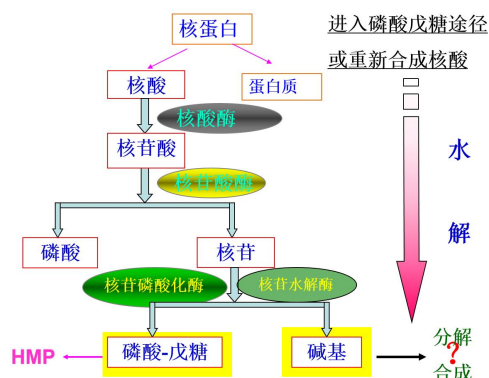 核蛋白
进入磷酸戊糖途径
或重新合成核酸
核酸
蛋白质
核酸酶
核苷酸
水
核苷酸酶
解
磷酸
核苷
核苷磷酸化酶
核苷水解酶
HMP
磷酸-戊糖
碱基
分解
?
合成